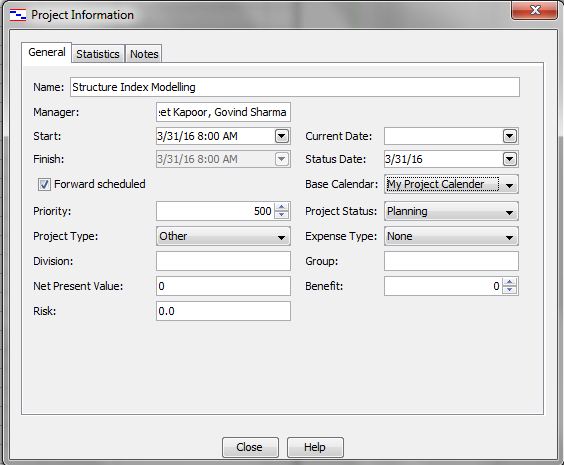 Project Information
General Statistics Notes
Name: Structure Index Modelling
Manager: eet Kapoor, Govind Sharma
Start: 3/31/16 8:00 AM Current Date:
Finish: 3/31/16 8:00 AM Status Date: 3/31/16
Forward scheduled Base Calendar: My Project Calender
Priority: 500 Project Status: Planning
Project Type: Other Expense Type: None
Division: Group:
Net Present Value: 0 Benefit: 0
Risk: 0.0
Close Help